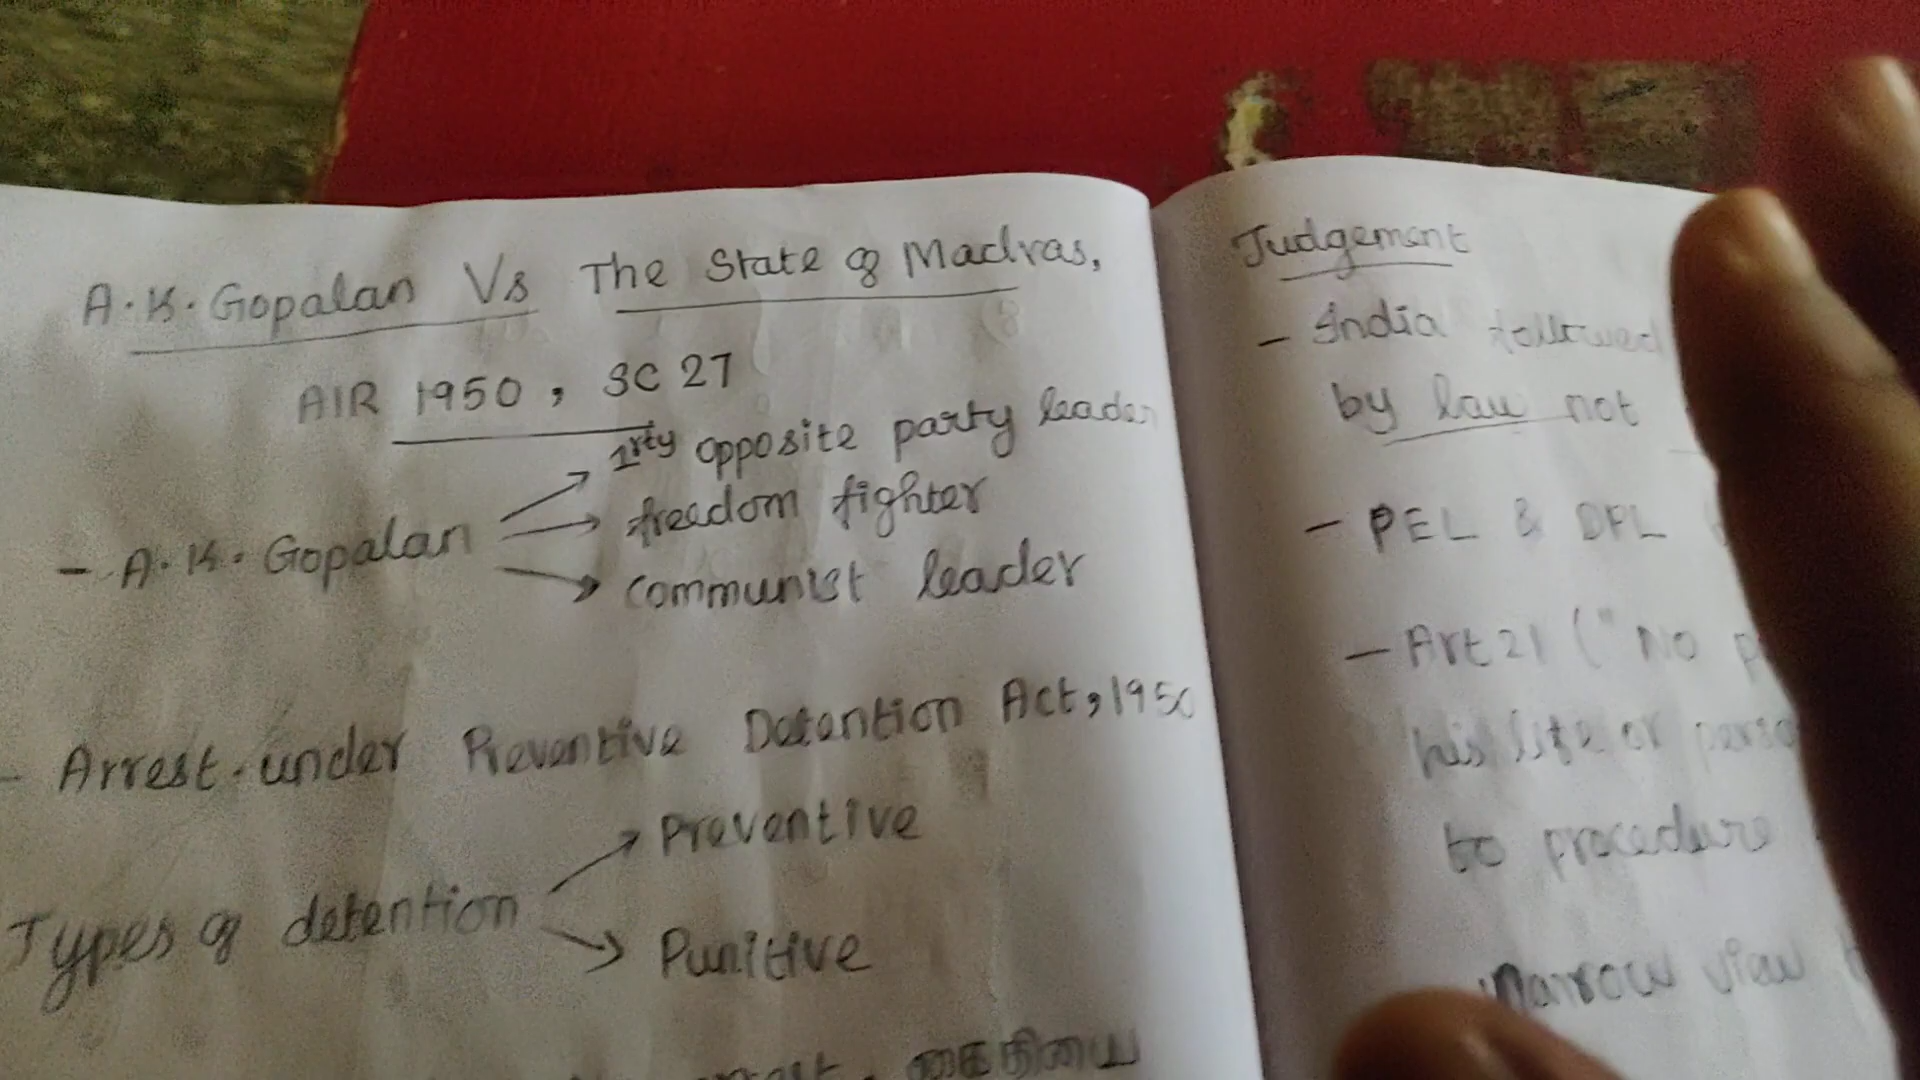 A.K. Gopalan Vs The State of Madras,
AIR 1950, SC 27
1rty opposite party leader
- A.K. Gopalan → freedom fighter
communist leader
- Arrest under Preventive Detention Act, 1950
Preventive
Types of detention
Punitive
கைதியை
Judgement
- India followed
by law not
- PEL & DPL
- Art 21 ("No
his life or
to procedure
Narrow view